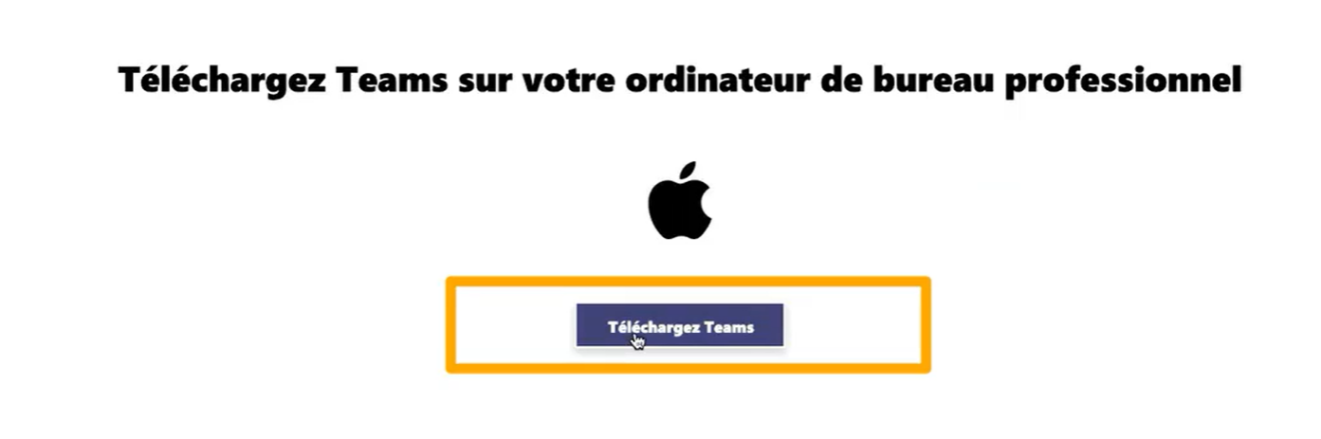 Téléchargez Teams sur votre ordinateur de bureau professionnel
Téléchargez Teams